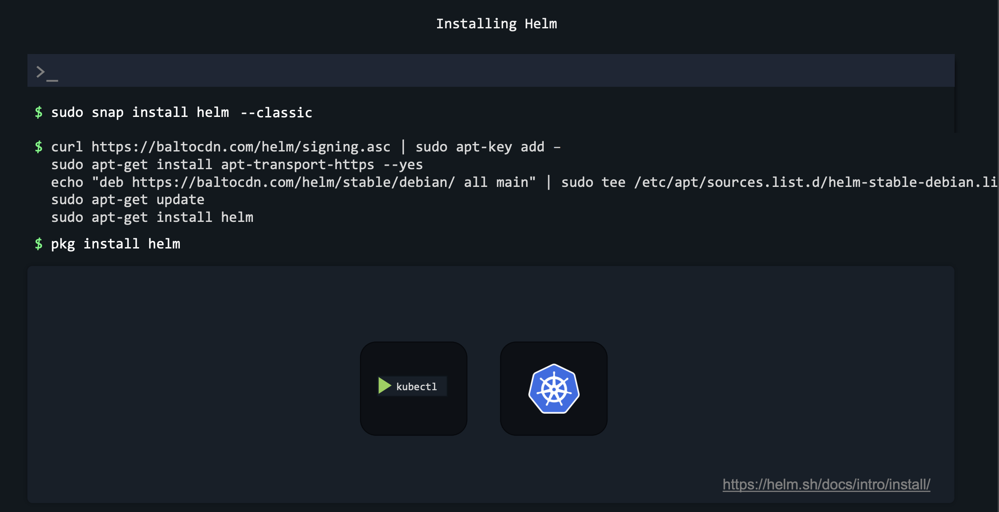 Installing Helm
>_
$ sudo snap install helm --classic
$ curl https://baltocdn.com/helm/signing.asc | sudo apt-key add –
sudo apt-get install apt-transport-https --yes
echo "deb https://baltocdn.com/helm/stable/debian/ all main" | sudo tee /etc/apt/sources.list.d/helm-stable-debian.li
sudo apt-get update
sudo apt-get install helm
$ pkg install helm
kubectl
https://helm.sh/docs/intro/install/